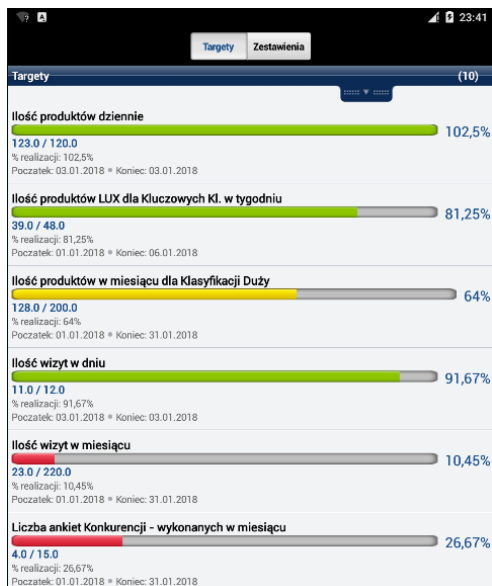 23:41
Targety Zestawienia
Targety (10)
Ilość produktów dziennie
102,5%
123.0 / 120.0
% realizacji: 102,5%
Poczatek: 03.01.2018 Koniec: 03.01.2018
Ilość produktów LUX dla Kluczowych Kl. w tygodniu
81,25%
39.0 / 48.0
% realizacji: 81,25%
Poczatek: 01.01.2018 Koniec: 06.01.2018
Ilość produktów w miesiącu dla Klasyfikacji Duży
64%
128.0 / 200.0
% realizacji: 64%
Poczatek: 01.01.2018 Koniec: 31.01.2018
Ilość wizyt w dniu
91,67%
11.0 / 12.0
% realizacji: 91,67%
Poczatek: 03.01.2018 Koniec: 03.01.2018
Ilość wizyt w miesiącu
10,45%
23.0 / 220.0
% realizacji: 10,45%
Poczatek: 01.01.2018 Koniec: 31.01.2018
Liczba ankiet Konkurencji - wykonanych w miesiącu
26,67%
4.0 / 15.0
% realizacji: 26,67%
Poczatek: 01.01.2018 Koniec: 31.01.2018